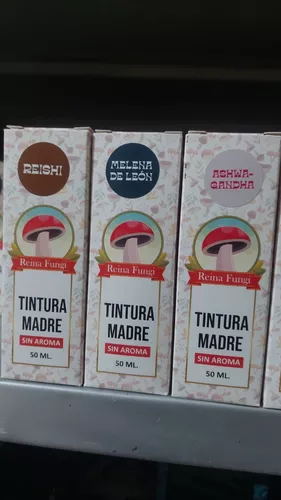 REISHI
Reina Fungi
TINTURA
MADRE
SIN AROMA
50 ML.
MELENA
DE LEÓN
Reina Fungi
TINTURA
MADRE
SIN AROMA
50 ML.
ASHWA-
GANDHA
Reina Fungi
TINTURA
MADRE
SIN AROMA
50 ML.